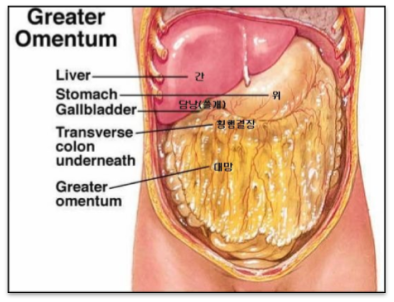 Greater
Omentum
Liver 간
Stomach 위
Gallbladder 담낭(쓸개)
Transverse 횡행결장
colon
underneath
Greater 대망
omentum